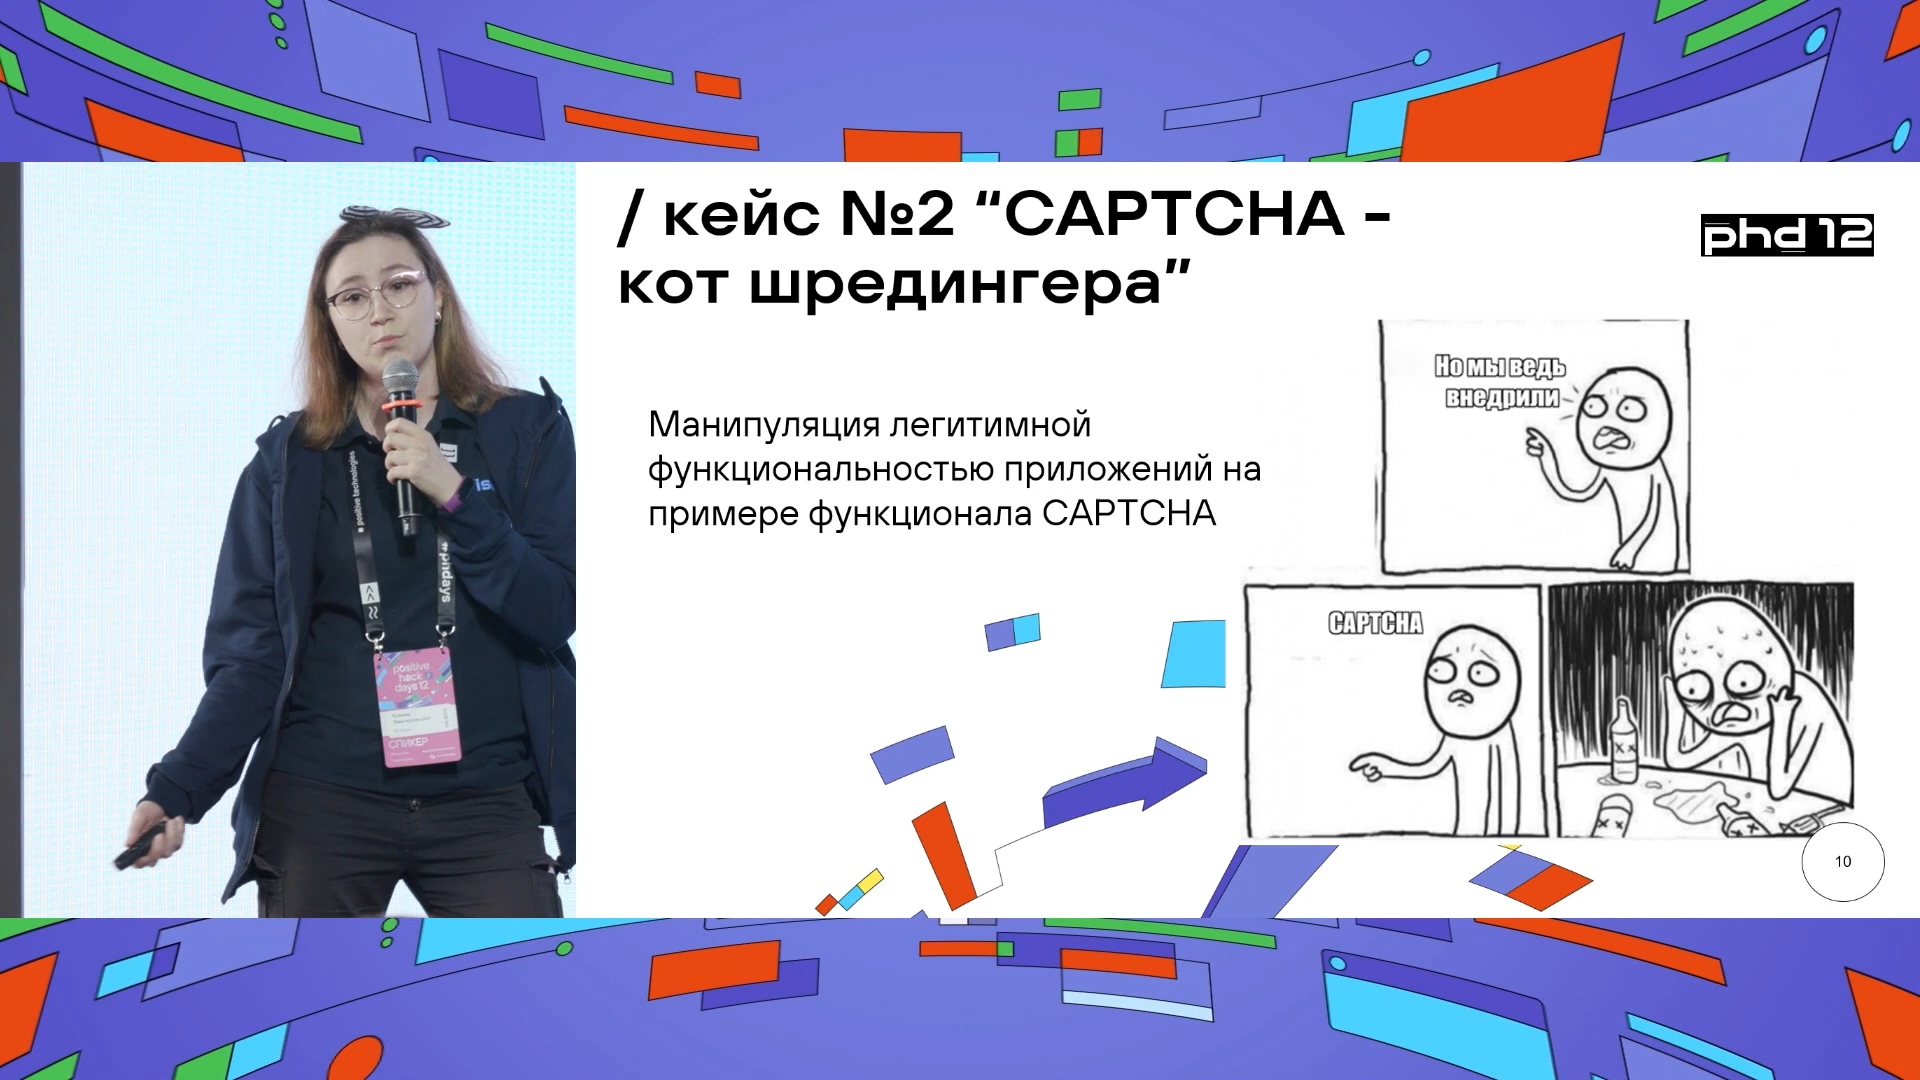 / кейс №2 “CAPTCHA -
кот шредингера”
phd 12
Манипуляция легитимной
функциональностью приложений на
примере функционала CAPTCHA
Но мы ведь
внедрили
CAPTCHA
10
positive technologies
#phdays
positive
hack
days 12
СПИКЕР